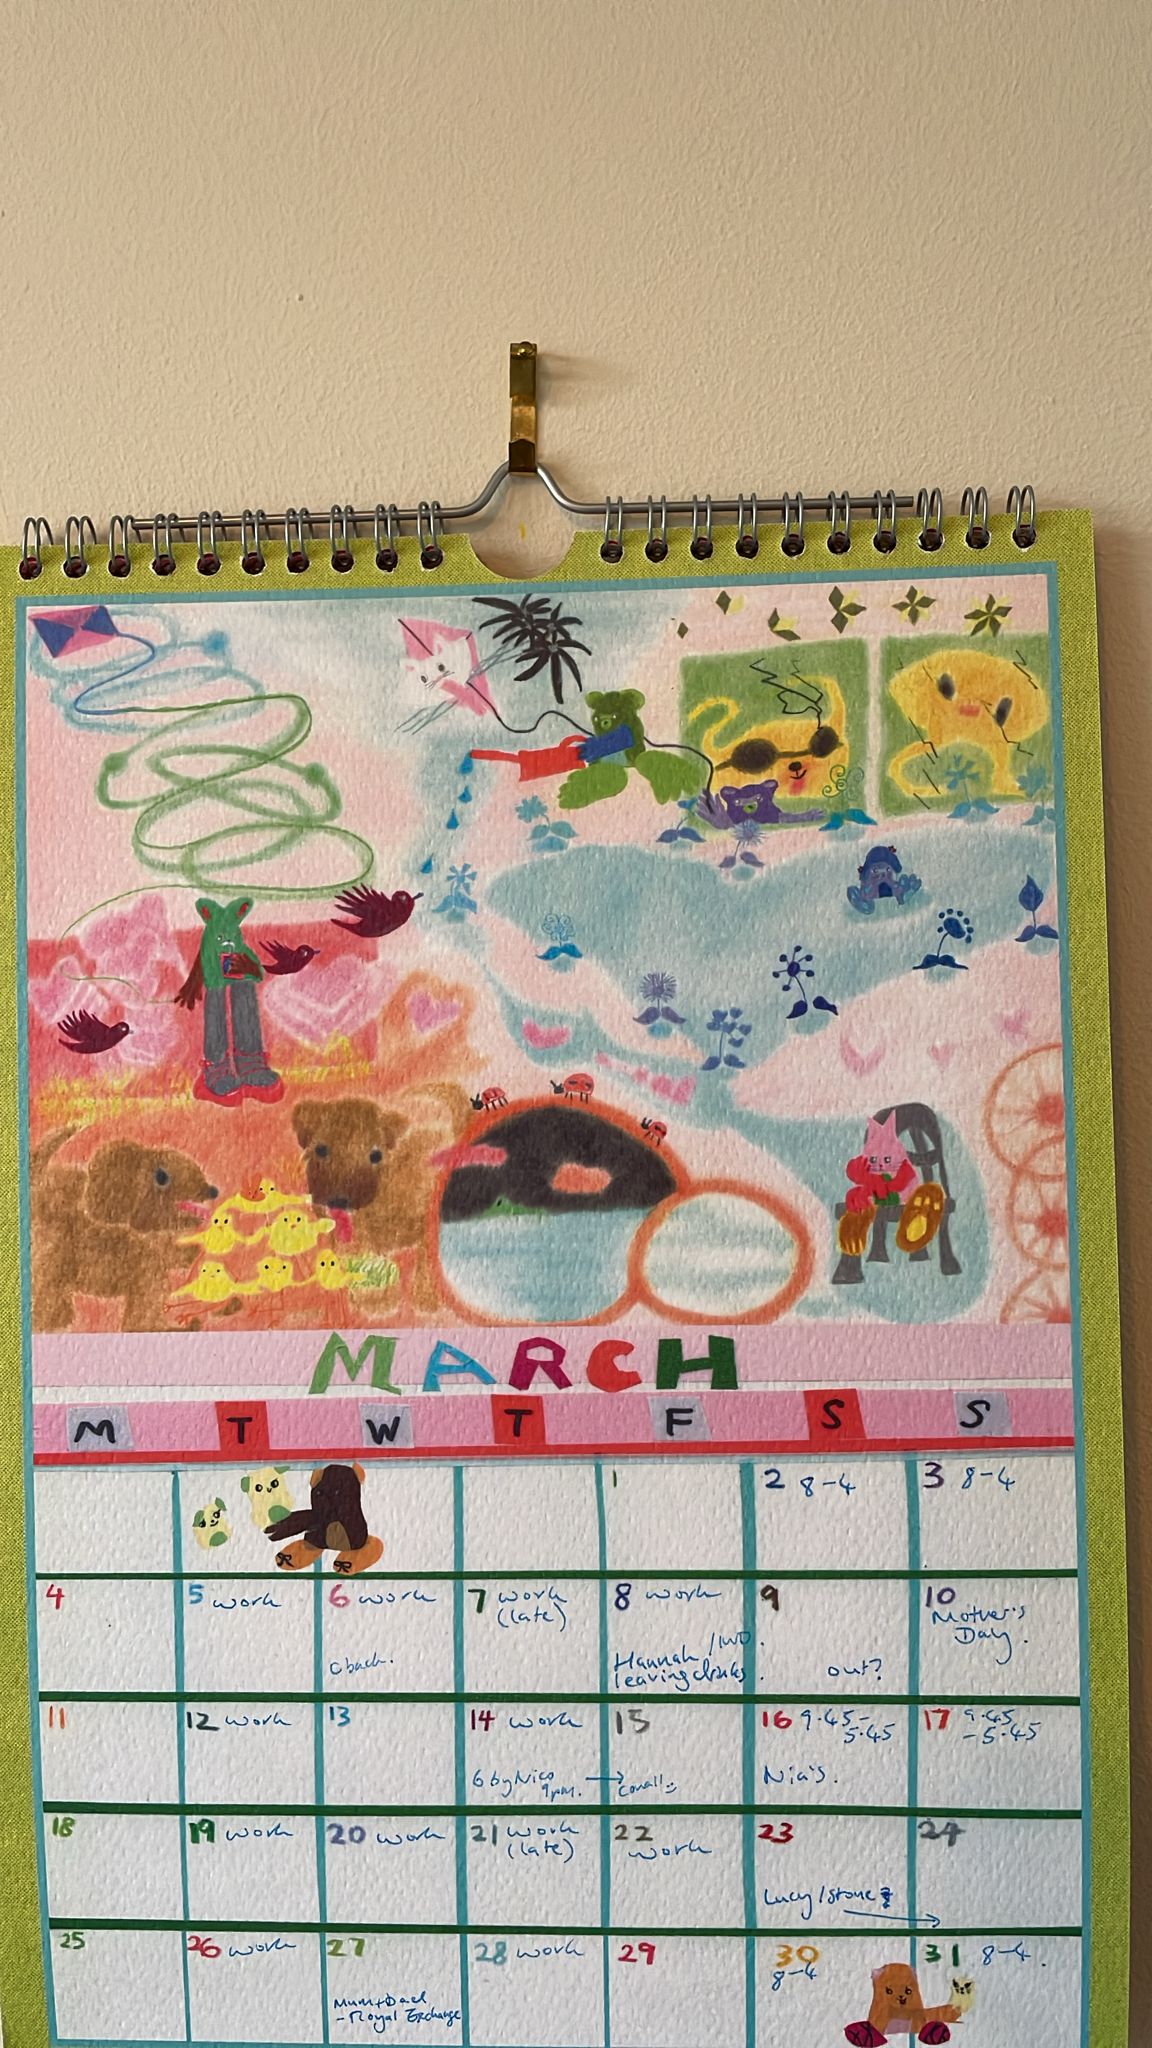 MARCH
M T W T F S S
1
2 8-4
3 8-4
4
5 work
6 work
7 work
(late)
8 work
Hannah / IWD
leaving drinks.
9
out?
10
Mother's
Day.
11
12 work
13
14 work
6 by Nico
9pm. →
15
16 9.45-
5.45
Nia's.
17 9.45
- 5.45
18
19 work
20 work
21 work
(late)
22
work
23
Lucy/stone?
24
25
26 work
27
Mum+Dad
- Royal Exchange
28 work
29
30
8-4
31 8-4.